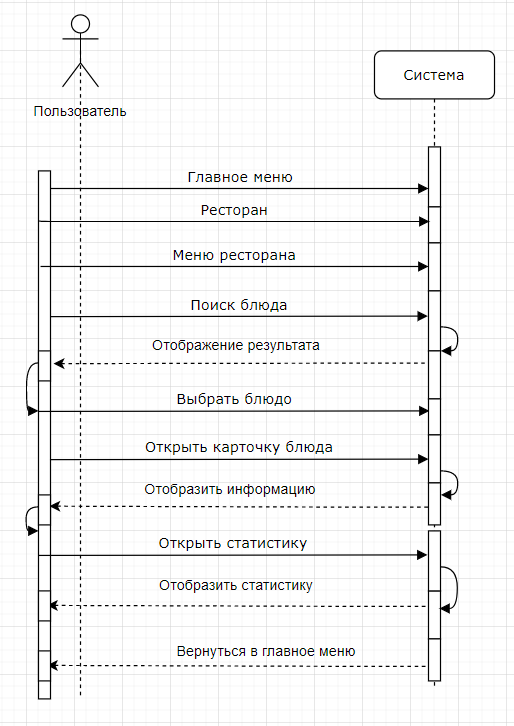 Система
Пользователь
Главное меню
Ресторан
Меню ресторана
Поиск блюда
Отображение результата
Выбрать блюдо
Открыть карточку блюда
Отобразить информацию
Открыть статистику
Отобразить статистику
Вернуться в главное меню